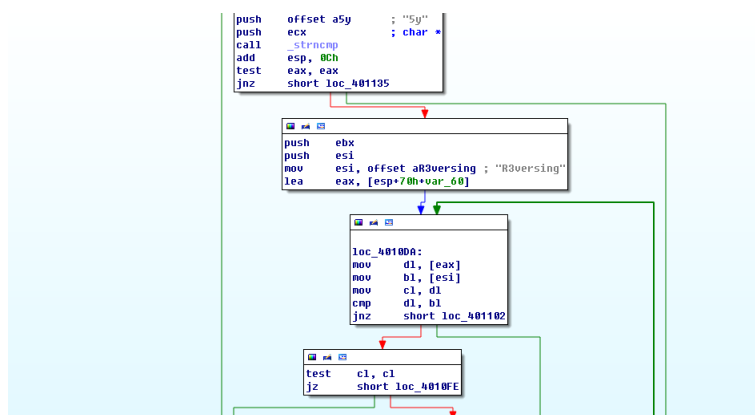 push offset a5y ; "5y"
push ecx ; char *
call _strncmp
add esp, 0Ch
test eax, eax
jnz short loc_401135
push ebx
push esi
mov esi, offset aR3versing ; "R3versing"
lea eax, [esp+70h+var_60]
loc_4010DA:
mov dl, [eax]
mov bl, [esi]
mov cl, dl
cmp dl, bl
jnz short loc_401102
test cl, cl
jz short loc_4010FE